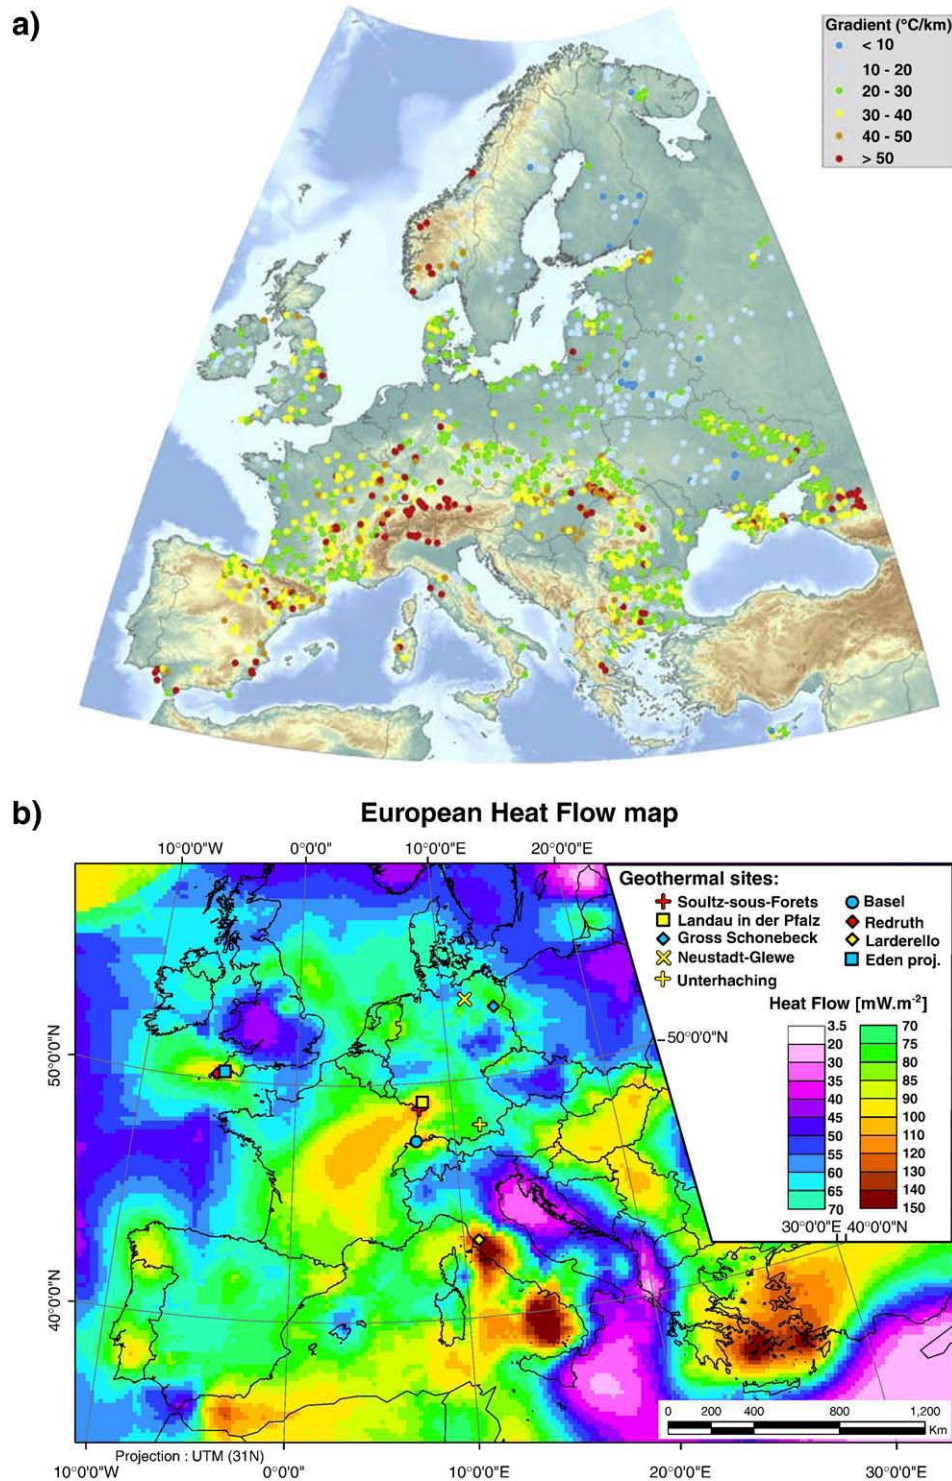 a)
Gradient (°C/km)
< 10
10 - 20
20 - 30
30 - 40
40 - 50
> 50
b)
European Heat Flow map
10°0'0"W 0°0'0" 10°0'0"E 20°0'0"E
Geothermal sites:
Soultz-sous-Forets
Landau in der Pfalz
Gross Schonebeck
Neustadt-Glewe
Unterhaching
Basel
Redruth
Larderello
Eden proj.
Heat Flow [mW.m-2]
3.5 70
20 75
30 80
35 85
40 90
45 100
50 110
55 120
60 130
65 140
70 150
50°0'0"N
50°0'0"N
30°0'0"E 40°0'0"N
40°0'0"N
0 200 400 800 1,200
Km
Projection : UTM (31N)
10°0'0"W 0°0'0" 10°0'0"E 20°0'0"E 30°0'0"E